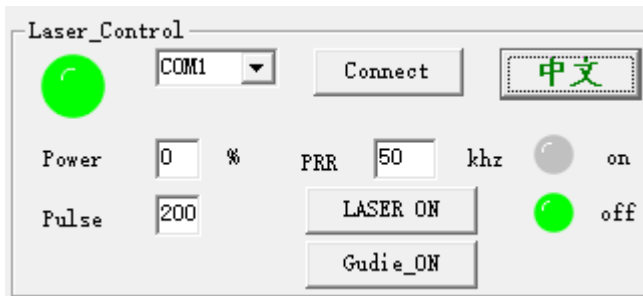 Laser_Control
COM1 Connect 中文
Power 0 % PRR 50 khz on
Pulse 200 LASER ON off
Gudie_ON